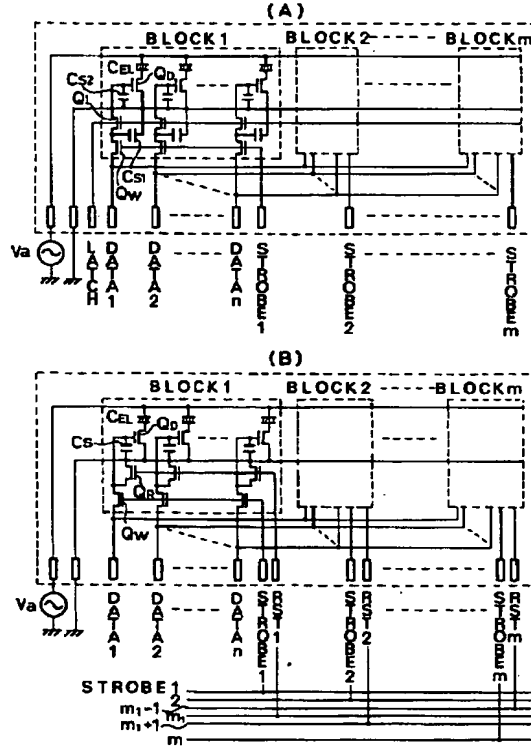 (A)
BLOCK1 BLOCK2 BLOCKm
CEL
QD
CS2
QL
CS1
QW
Va
LATCH DATA1 DATA2 DATAn STROBE1 STROBE2 STROBEm
(B)
BLOCK1 BLOCK2 BLOCKm
CEL
QD
CS
QR
QW
Va
DATA1 DATA2 DATAn STROBE1 RST1 STROBE2 RST2 STROBEm RSTm
STROBE1
2
m1-1
m1
m1+1
m